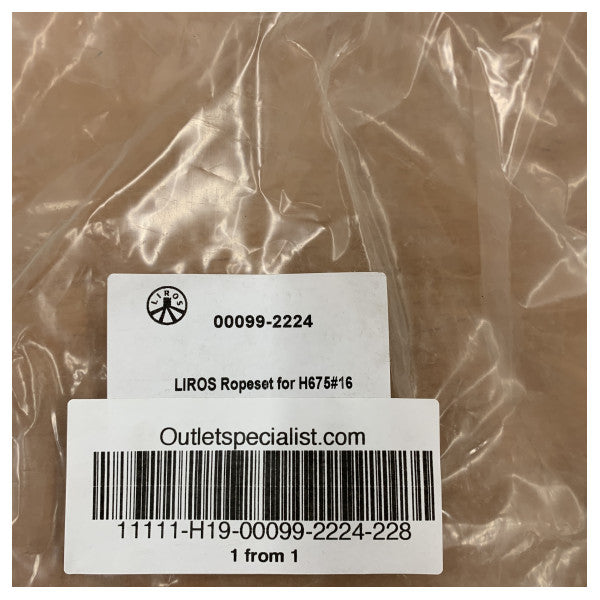 LIROS
00099-2224
LIROS Ropeset for H675#16
Outletspecialist.com
11111-H19-00099-2224-228
1 from 1